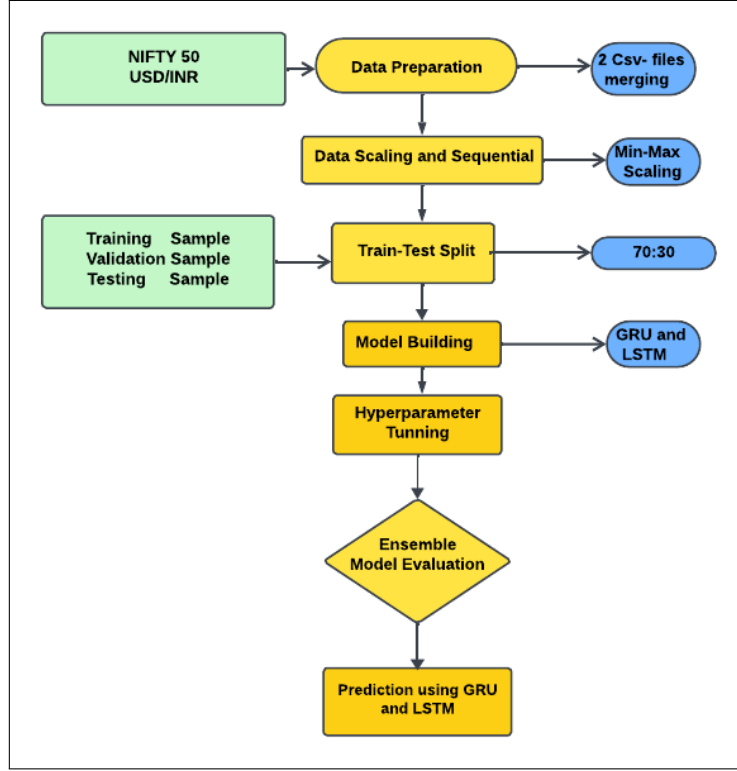 NIFTY 50
USD/INR
Data Preparation
2 Csv- files
merging
Data Scaling and Sequential
Min-Max
Scaling
Training Sample
Validation Sample
Testing Sample
Train-Test Split
70:30
Model Building
GRU and
LSTM
Hyperparameter
Tunning
Ensemble
Model Evaluation
Prediction using GRU
and LSTM